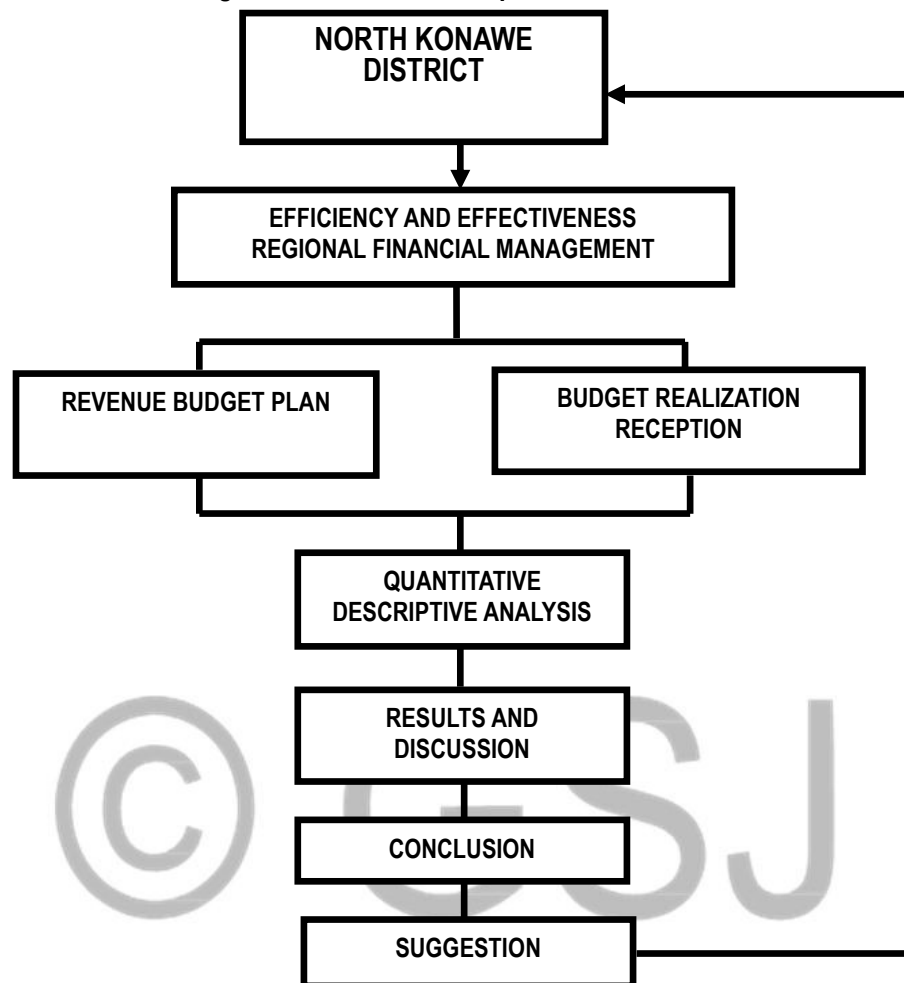 NORTH KONAWE
DISTRICT
EFFICIENCY AND EFFECTIVENESS
REGIONAL FINANCIAL MANAGEMENT
REVENUE BUDGET PLAN
BUDGET REALIZATION
RECEPTION
QUANTITATIVE
DESCRIPTIVE ANALYSIS
RESULTS AND
DISCUSSION
© GSJ
CONCLUSION
SUGGESTION